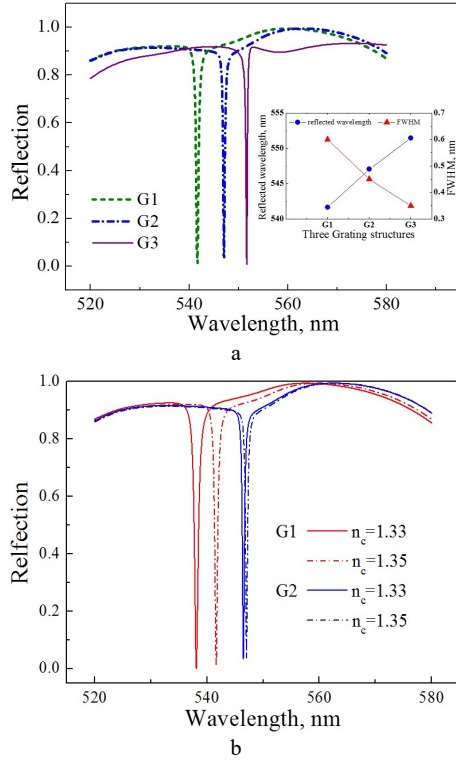 1.0
0.8
0.6
0.4
0.2
0.0
Reflection
G1
G2
G3
555
550
545
540
Reflected wavelength, nm
reflected wavelength
FWHM
0.7
0.6
0.5
0.4
0.3
FWHM, nm
G1 G2 G3
Three Grating structures
520 540 560 580
Wavelength, nm
a
1.0
0.8
0.6
0.4
0.2
0.0
Relfection
G1 n_c=1.33
n_c=1.35
G2 n_c=1.33
n_c=1.35
520 540 560 580
Wavelength, nm
b